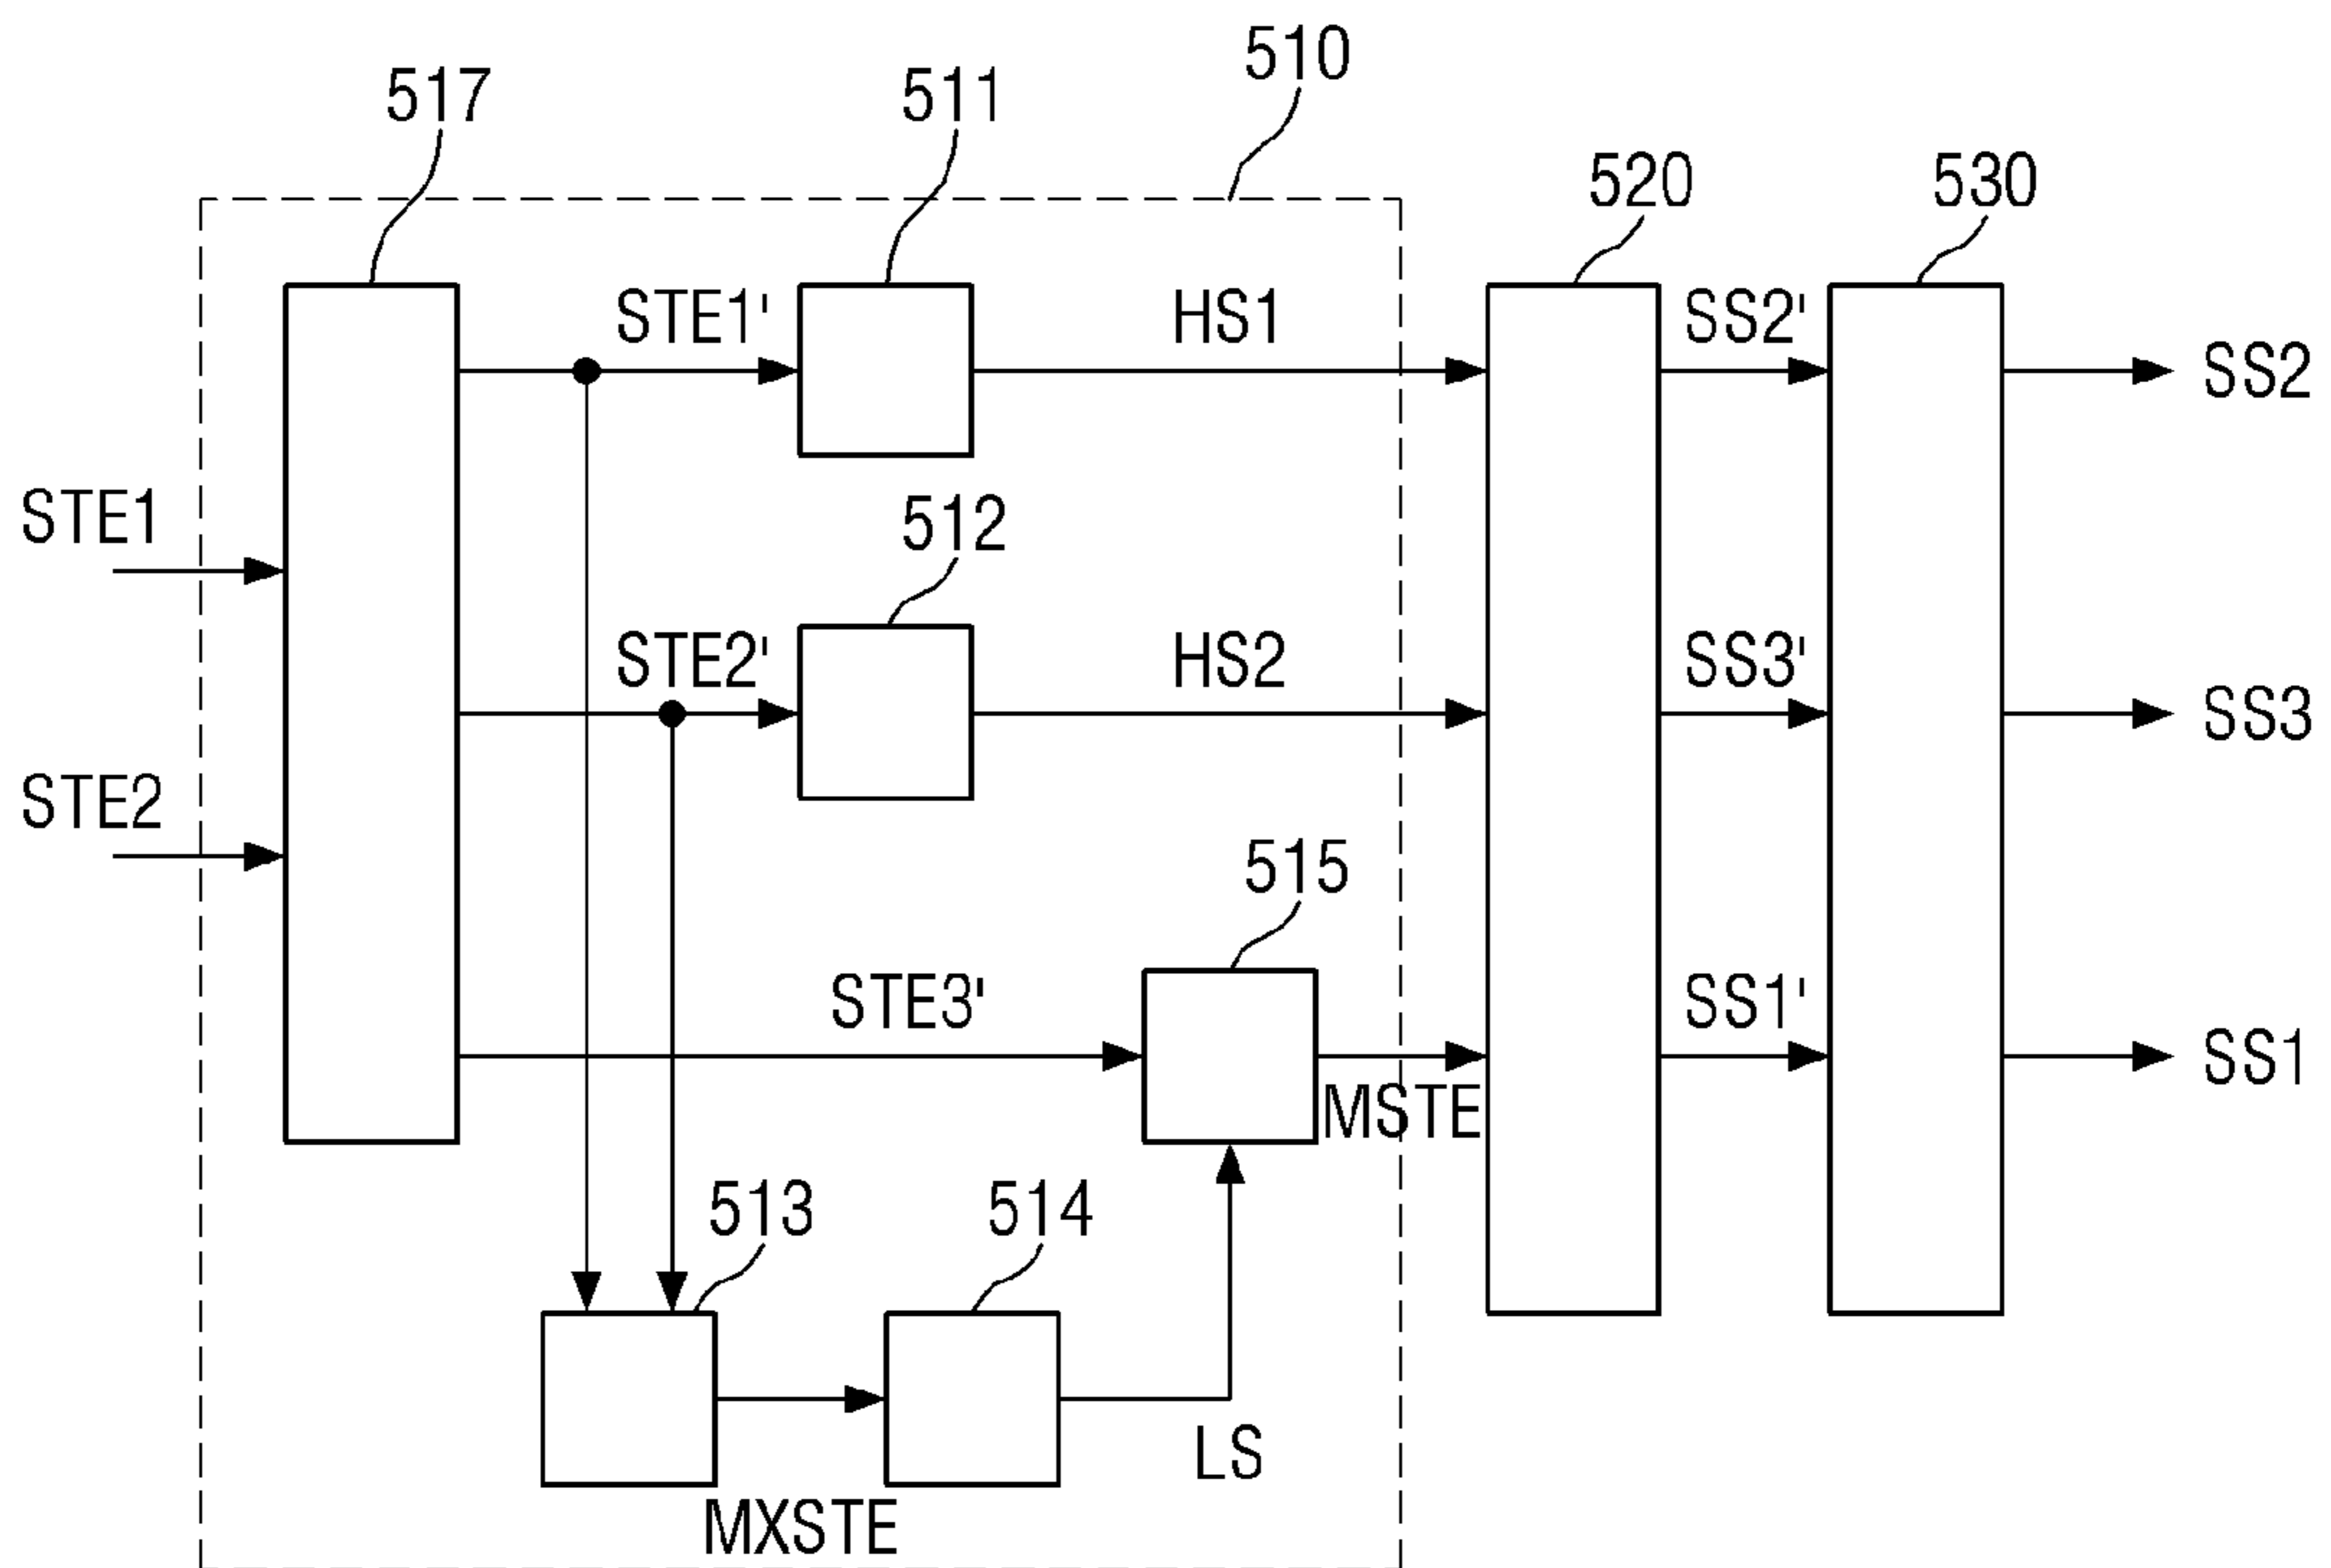 510
517
511
520
530
STE1'
HS1
SS2'
SS2
STE1
512
STE2'
HS2
SS3'
SS3
STE2
515
STE3'
SS1'
SS1
MSTE
513
514
LS
MXSTE